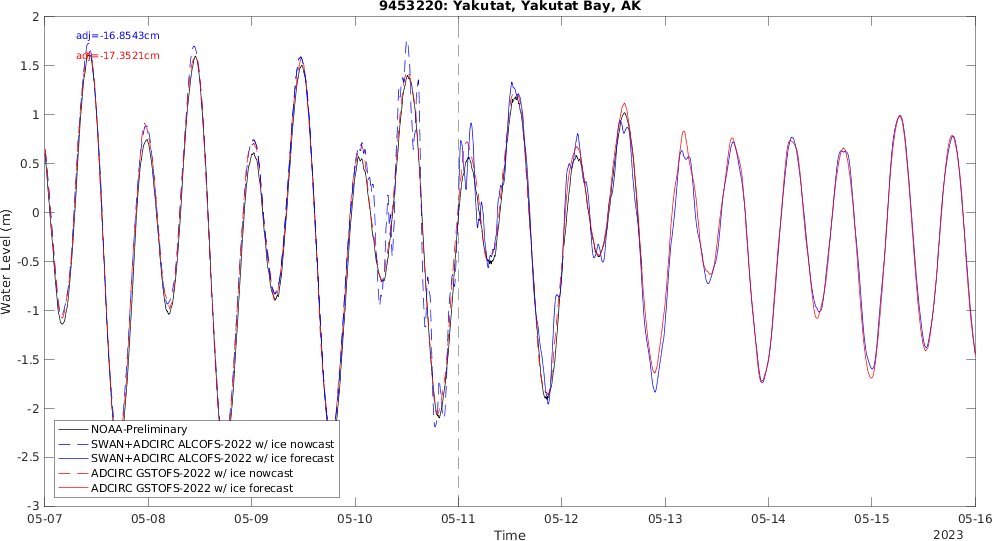 9453220: Yakutat, Yakutat Bay, AK
adj=-16.8543cm
adj=-17.3521cm
Water Level (m)
2
1.5
1
0.5
0
-0.5
-1
-1.5
-2
-2.5
-3
NOAA-Preliminary
SWAN+ADCIRC ALCOFS-2022 w/ ice nowcast
SWAN+ADCIRC ALCOFS-2022 w/ ice forecast
ADCIRC GSTOFS-2022 w/ ice nowcast
ADCIRC GSTOFS-2022 w/ ice forecast
05-07 05-08 05-09 05-10 05-11 05-12 05-13 05-14 05-15 05-16
Time
2023